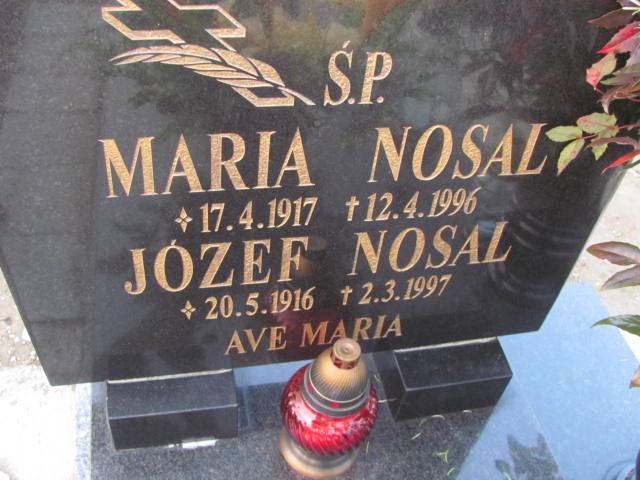 Ś.P.
MARIA NOSAL
17.4.1917 †12.4.1996
JÓZEF NOSAL
20.5.1916 †2.3.1997
AVE MARIA